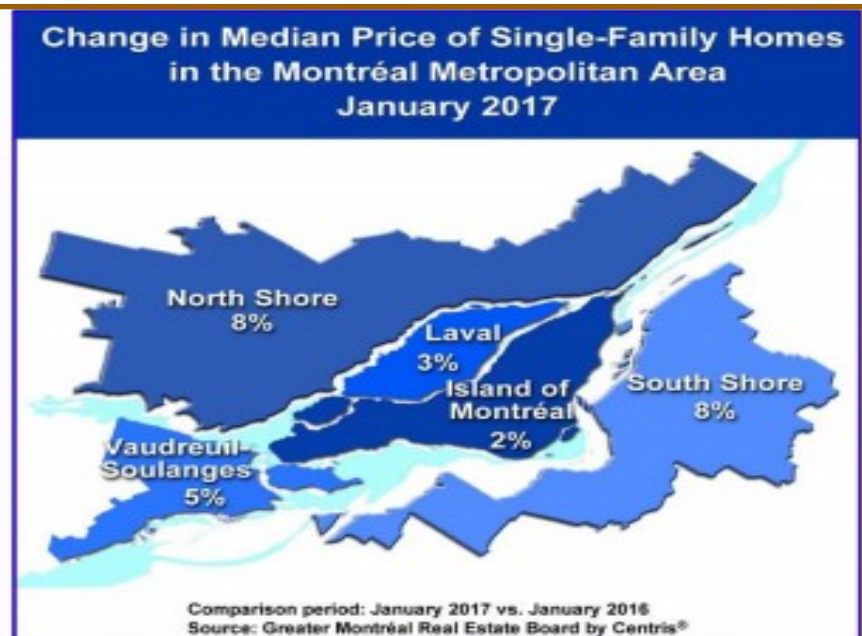 Change in Median Price of Single-Family Homes
in the Montréal Metropolitan Area
January 2017
North Shore
8%
Laval
3%
Island of
Montréal
2%
South Shore
8%
Vaudreuil-
Soulanges
5%
Comparison period: January 2017 vs. January 2016
Source: Greater Montréal Real Estate Board by Centris®